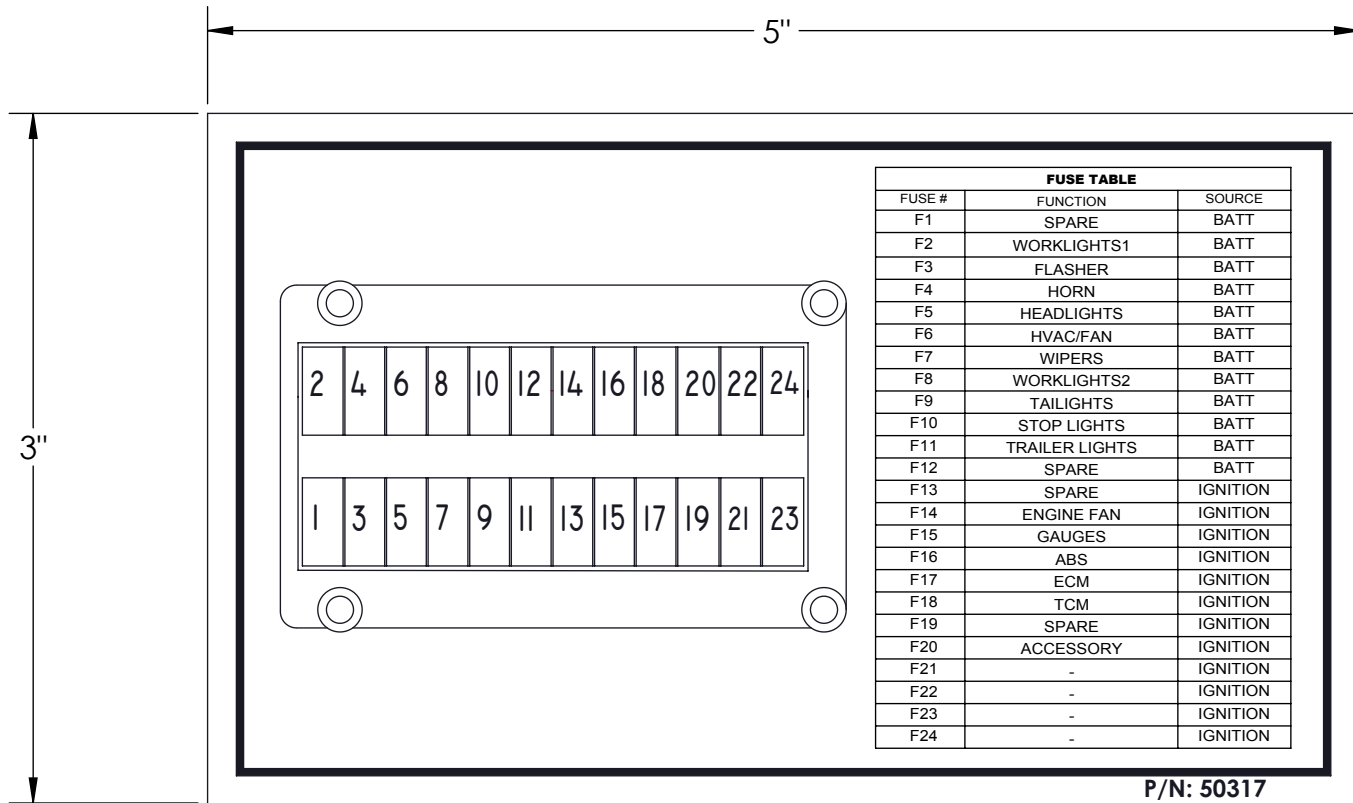 5"
3"
2 4 6 8 10 12 14 16 18 20 22 24
1 3 5 7 9 11 13 15 17 19 21 23
FUSE TABLE
FUSE # FUNCTION SOURCE
F1 SPARE BATT
F2 WORKLIGHTS1 BATT
F3 FLASHER BATT
F4 HORN BATT
F5 HEADLIGHTS BATT
F6 HVAC/FAN BATT
F7 WIPERS BATT
F8 WORKLIGHTS2 BATT
F9 TAILIGHTS BATT
F10 STOP LIGHTS BATT
F11 TRAILER LIGHTS BATT
F12 SPARE BATT
F13 SPARE IGNITION
F14 ENGINE FAN IGNITION
F15 GAUGES IGNITION
F16 ABS IGNITION
F17 ECM IGNITION
F18 TCM IGNITION
F19 SPARE IGNITION
F20 ACCESSORY IGNITION
F21 - IGNITION
F22 - IGNITION
F23 - IGNITION
F24 - IGNITION
P/N: 50317